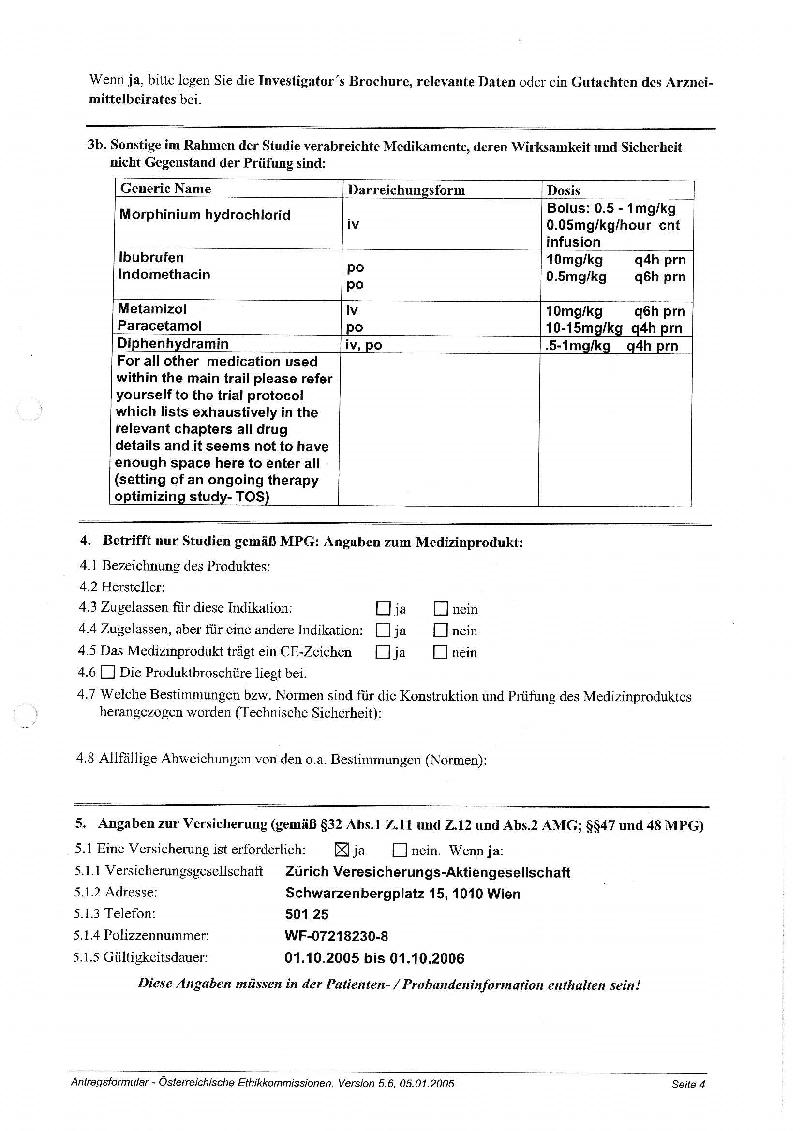 Wenn ja, bitte legen Sie die Investigator´s Brochure, relevante Daten oder ein Gutachten des Arznei-
mittelbeirates bei.
3b. Sonstige im Rahmen der Studie verabreichte Medikamente, deren Wirksamkeit und Sicherheit
nicht Gegenstand der Prüfung sind:
Generic Name Darreichungsform Dosis
Morphinium hydrochlorid iv Bolus: 0.5 - 1mg/kg
0.05mg/kg/hour cnt
infusion
Ibubrufen po 10mg/kg q4h prn
Indomethacin po 0.5mg/kg q6h prn
Metamizol iv 10mg/kg q6h prn
Paracetamol po 10-15mg/kg q4h prn
Diphenhydramin iv, po .5-1mg/kg q4h prn
For all other medication used
within the main trail please refer
yourself to the trial protocol
which lists exhaustively in the
relevant chapters all drug
details and it seems not to have
enough space here to enter all
(setting of an ongoing therapy
optimizing study- TOS)
4. Betrifft nur Studien gemäß MPG: Angaben zum Medizinprodukt:
4.1 Bezeichnung des Produktes:
4.2 Hersteller:
4.3 Zugelassen für diese Indikation: ☐ ja ☐ nein
4.4 Zugelassen, aber für eine andere Indikation: ☐ ja ☐ nein
4.5 Das Medizinprodukt trägt ein CE-Zeichen ☐ ja ☐ nein
4.6 ☐ Die Produktbroschüre liegt bei.
4.7 Welche Bestimmungen bzw. Normen sind für die Konstruktion und Prüfung des Medizinproduktes
herangezogen worden (Technische Sicherheit):
4.8 Allfällige Abweichungen von den o.a. Bestimmungen (Normen):
5. Angaben zur Versicherung (gemäß §32 Abs.1 Z.11 und Z.12 und Abs.2 AMG; §§47 und 48 MPG)
5.1 Eine Versicherung ist erforderlich: ☒ ja ☐ nein. Wenn ja:
5.1.1 Versicherungsgesellschaft Zürich Veresicherungs-Aktiengesellschaft
5.1.2 Adresse: Schwarzenbergplatz 15, 1010 Wien
5.1.3 Telefon: 501 25
5.1.4 Polizzennummer: WF-07218230-8
5.1.5 Gültigkeitsdauer: 01.10.2005 bis 01.10.2006
Diese Angaben müssen in der Patienten- / Probandeninformation enthalten sein!
Antragsformular - Österreichische Ethikkommissionen, Version 5.6, 05.01.2005 Seite 4